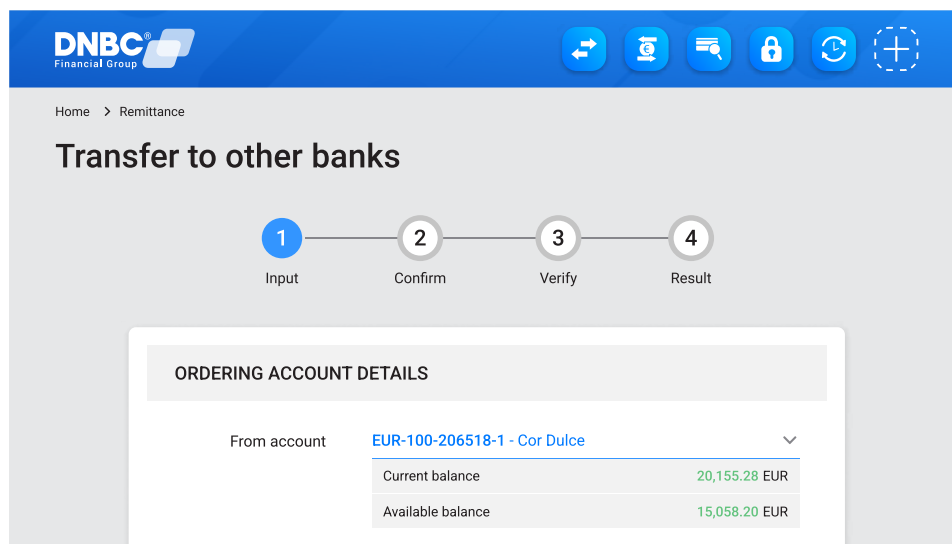 DNBC®
Financial Group
Home > Remittance
Transfer to other banks
1 2 3 4
Input Confirm Verify Result
ORDERING ACCOUNT DETAILS
From account EUR-100-206518-1 - Cor Dulce
Current balance 20,155.28 EUR
Available balance 15,058.20 EUR